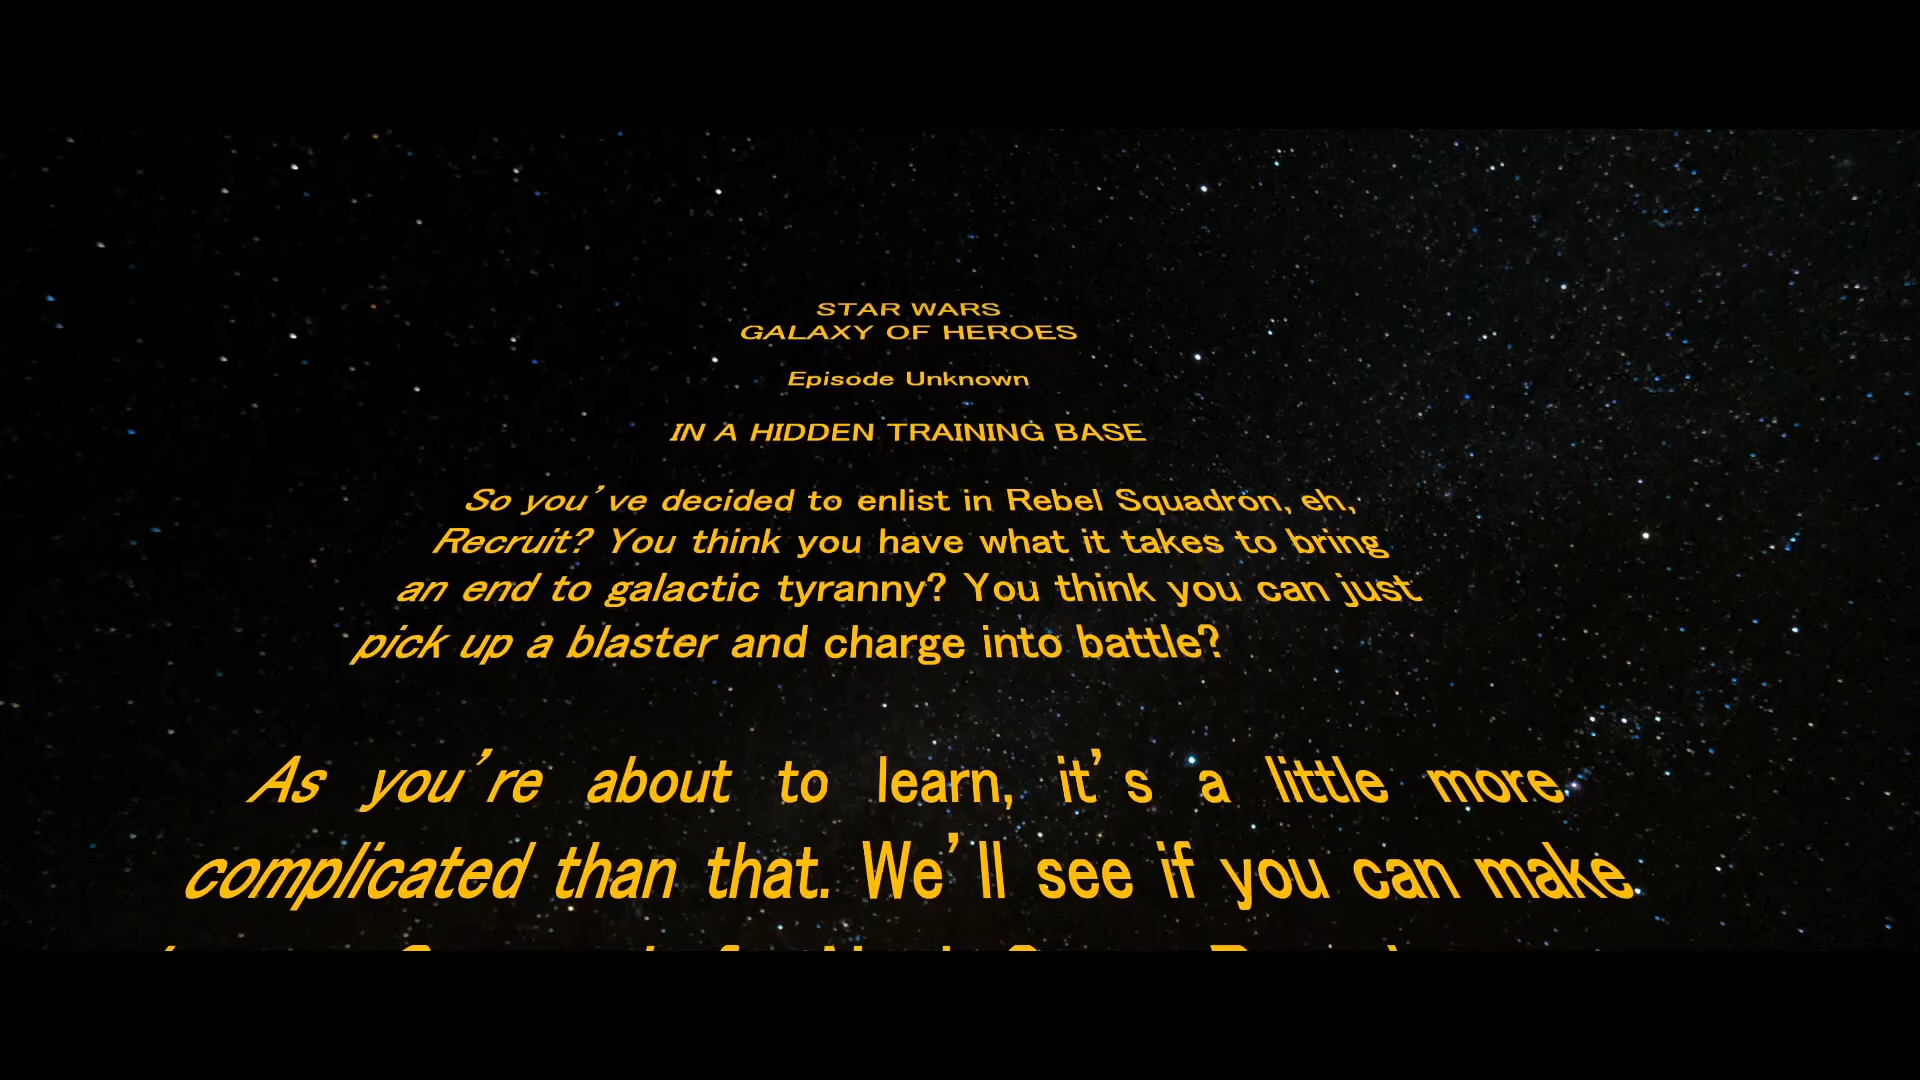 STAR WARS
GALAXY OF HEROES
Episode Unknown
IN A HIDDEN TRAINING BASE
So you've decided to enlist in Rebel Squadron, eh,
Recruit? You think you have what it takes to bring
an end to galactic tyranny? You think you can just
pick up a blaster and charge into battle?
As you're about to learn, it's a little more
complicated than that. We'll see if you can make